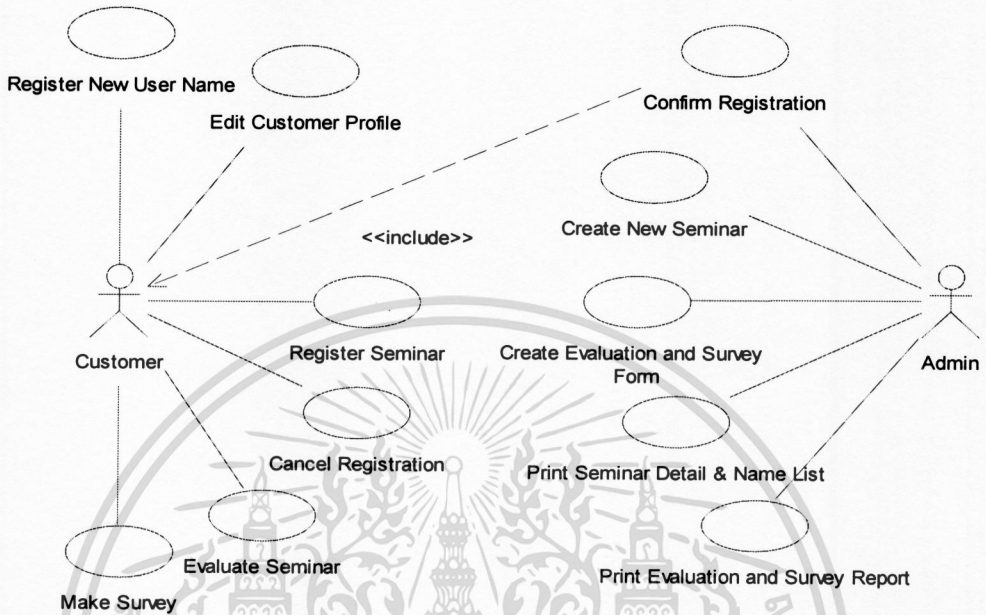 Register New User Name
Edit Customer Profile
Confirm Registration
Create New Seminar
<<include>>
Register Seminar
Create Evaluation and Survey
Form
Customer
Admin
Cancel Registration
Print Seminar Detail & Name List
Evaluate Seminar
Print Evaluation and Survey Report
Make Survey